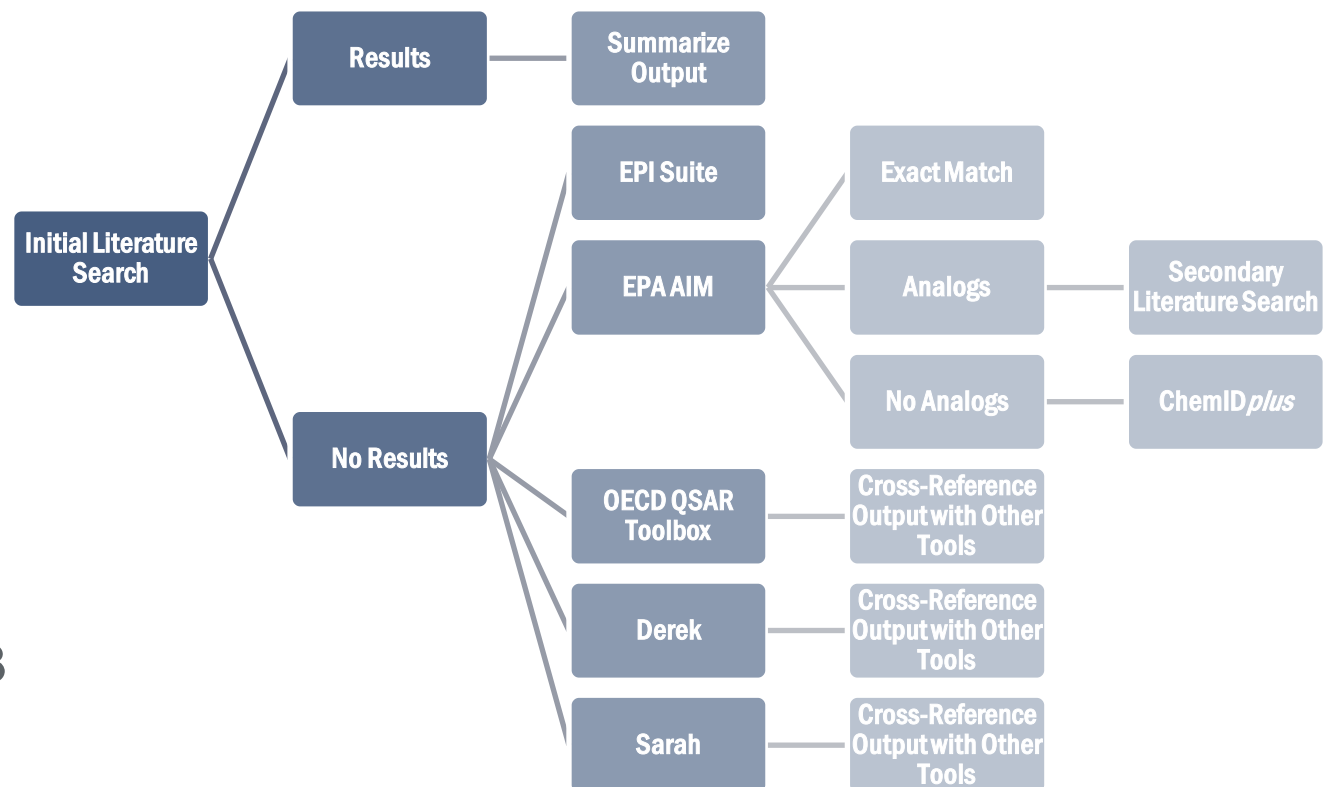 Results
Summarize
Output
EPI Suite
Exact Match
Initial Literature
Search
EPA AIM
Analogs
Secondary
Literature Search
No Analogs
ChemIDplus
No Results
OECD QSAR
Toolbox
Cross-Reference
Output with Other
Tools
Derek
Cross-Reference
Output with Other
Tools
Sarah
Cross-Reference
Output with Other
Tools